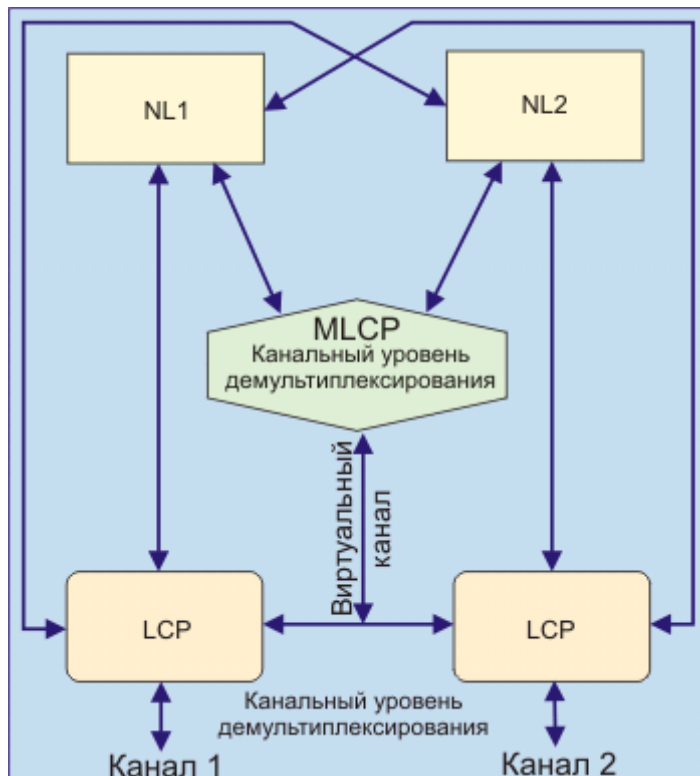 NL1
NL2
MLCP
Канальный уровень
демультиплексирования
Виртуальный
канал
LCP
LCP
Канальный уровень
демультиплексирования
Канал 1
Канал 2